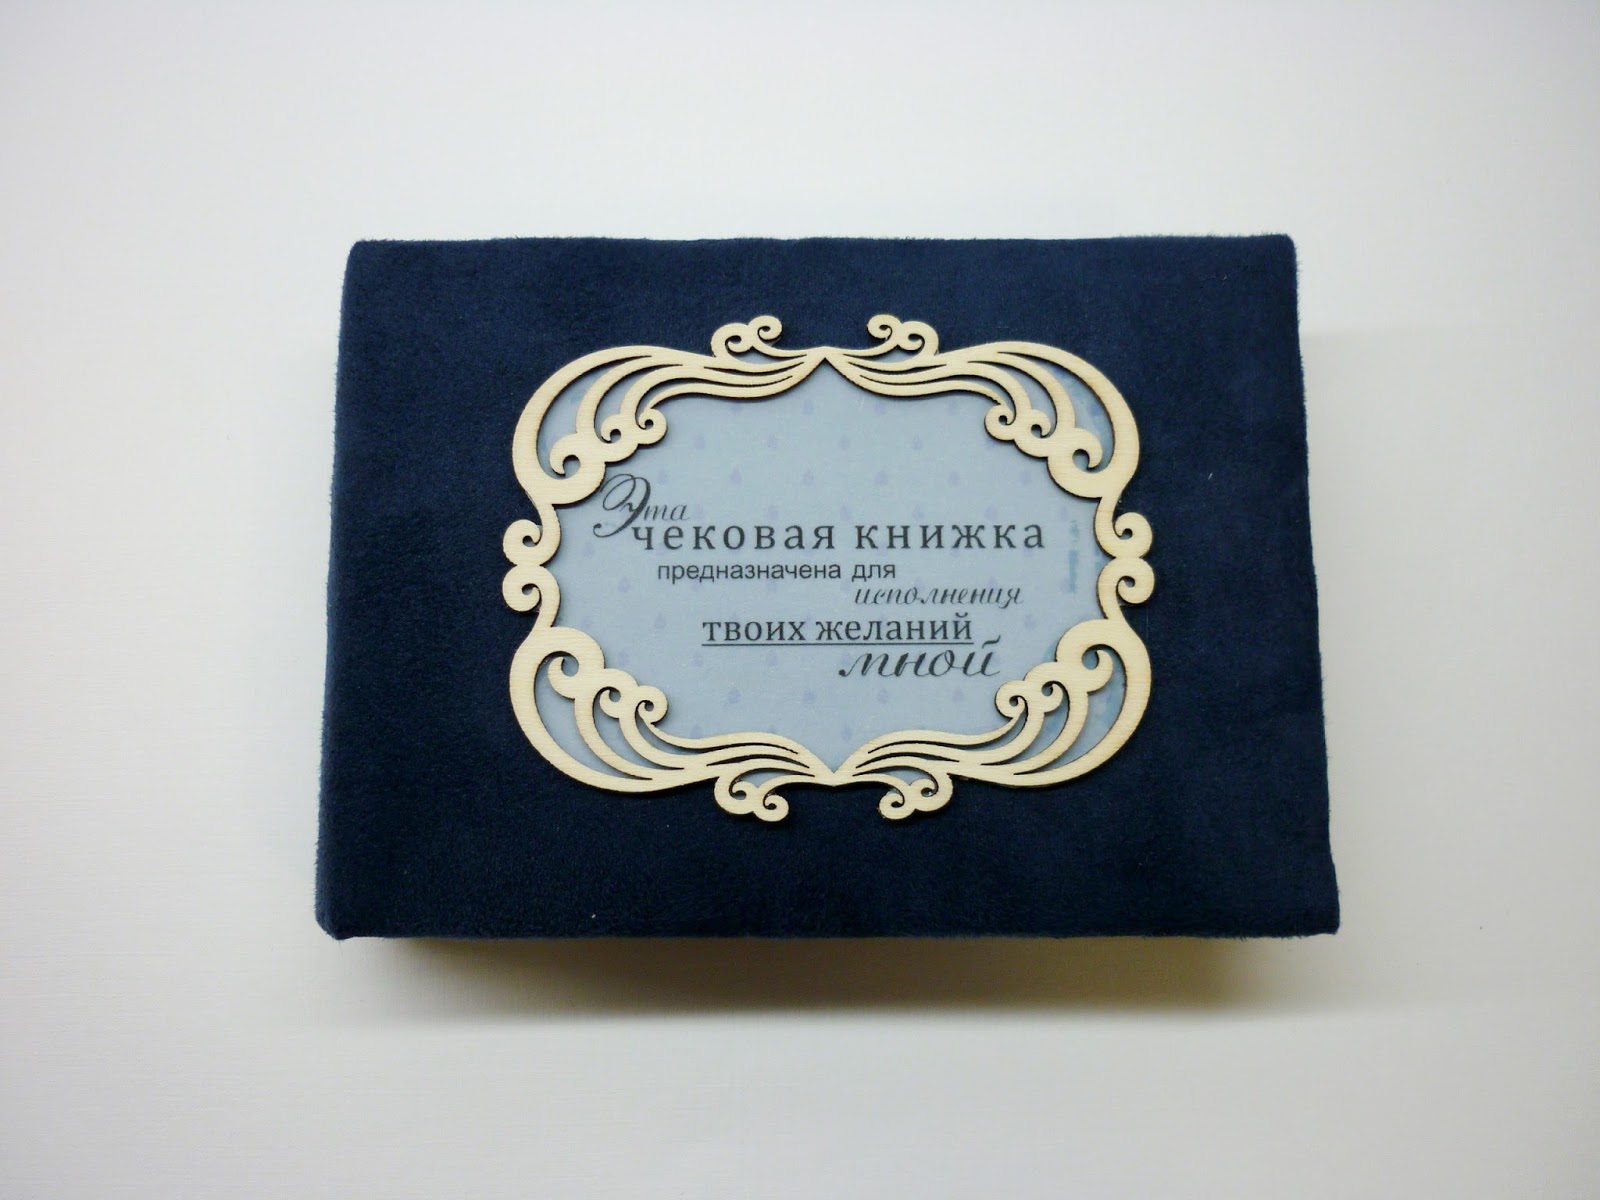 Эта
чековая книжка
предназначена для
исполнения
твоих желаний
мной